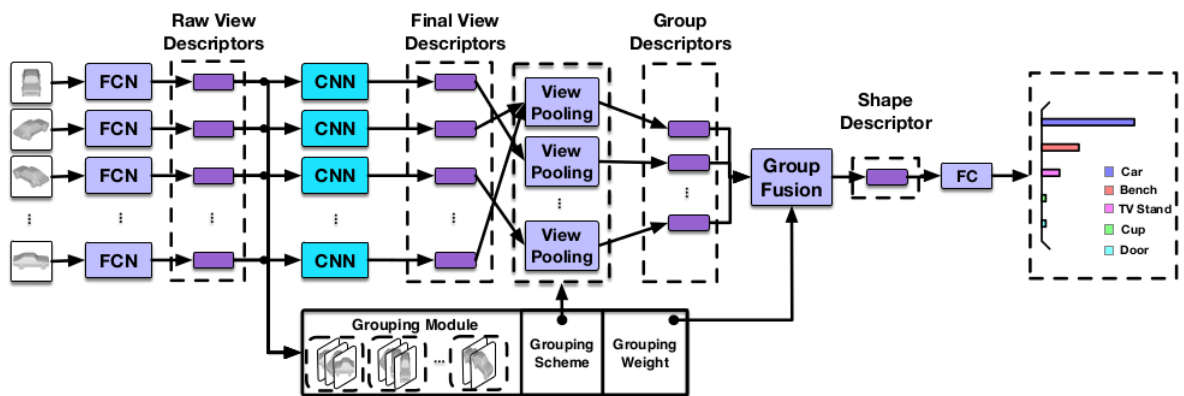 Raw View
Descriptors
Final View
Descriptors
Group
Descriptors
FCN
CNN
View
Pooling
FCN
CNN
View
Pooling
FCN
CNN
View
Pooling
FCN
CNN
Shape
Descriptor
Group
Fusion
FC
Car
Bench
TV Stand
Cup
Door
Grouping Module
Grouping
Scheme
Grouping
Weight